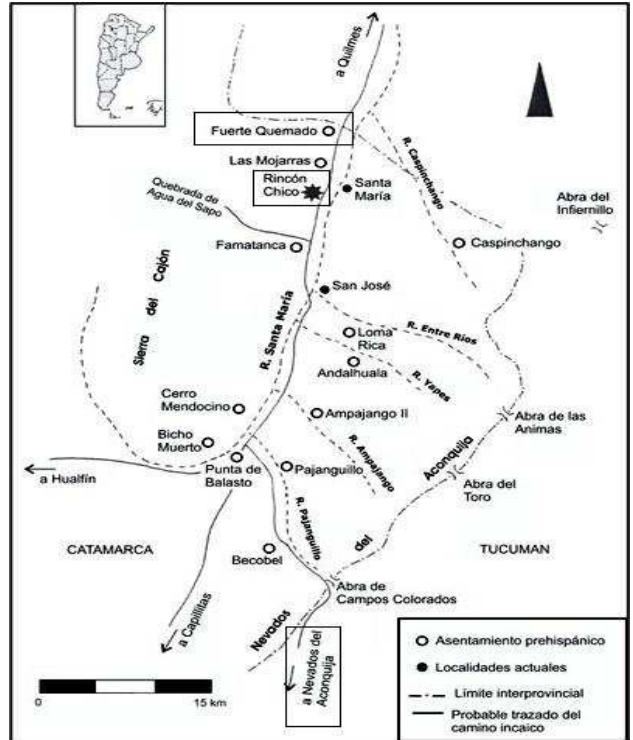 a Quilmes
Fuerte Quemado
Las Mojarras
Rincón
Chico
Santa
María
R. Caspinchango
Abra del
Infiernillo
Quebrada de
Agua del Sapo
Famatanca
Caspinchango
Sierra del Cajón
San José
R. Santa María
Loma
Rica
R. Entre Ríos
Andalhuala
R. Yapes
Cerro
Mendocino
Ampajango II
Abra de las
Animas
Bicho
Muerto
R. Ampajango
Punta de
Balasto
Pajanguillo
Abra del
Toro
a Hualfín
R. Pajanguillo
CATAMARCA
TUCUMAN
Becobel
Abra de
Campos Colorados
Nevados del Aconquija
a Capillitas
a Nevados del
Aconquija
0 15 km
Asentamiento prehispánico
Localidades actuales
Límite interprovincial
Probable trazado del
camino incaico